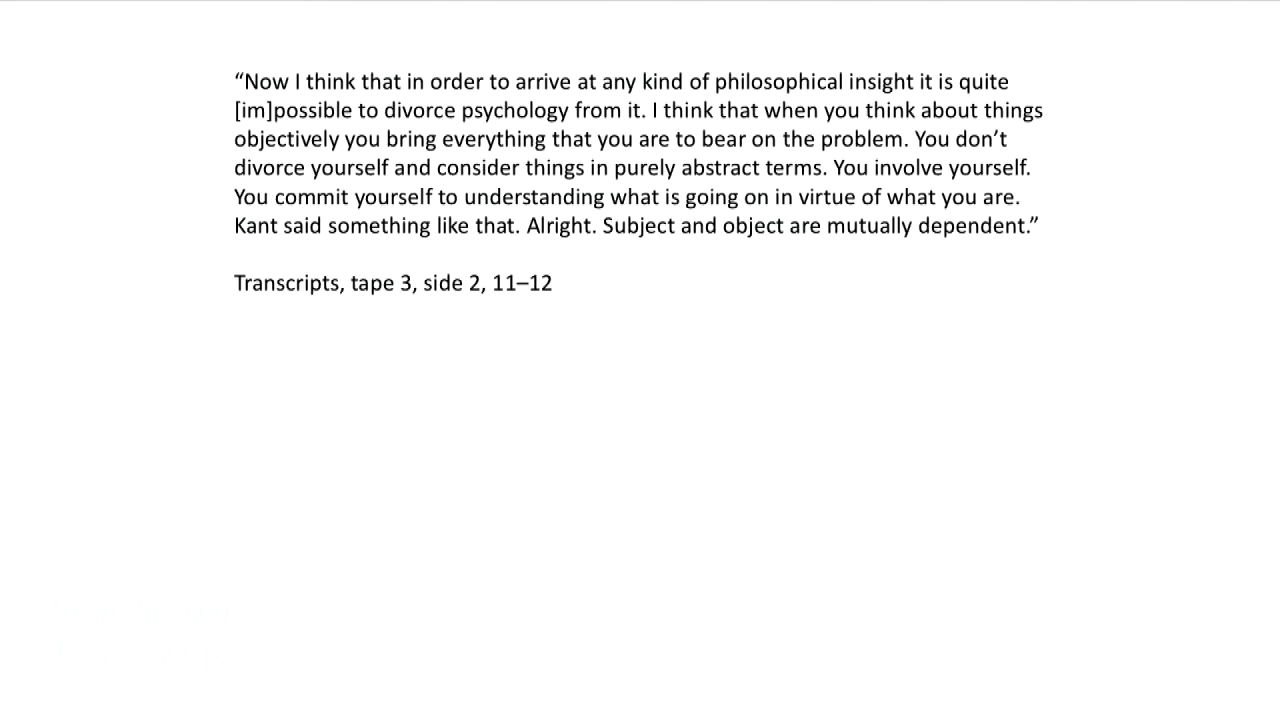 “Now I think that in order to arrive at any kind of philosophical insight it is quite
[im]possible to divorce psychology from it. I think that when you think about things
objectively you bring everything that you are to bear on the problem. You don’t
divorce yourself and consider things in purely abstract terms. You involve yourself.
You commit yourself to understanding what is going on in virtue of what you are.
Kant said something like that. Alright. Subject and object are mutually dependent.”
Transcripts, tape 3, side 2, 11–12